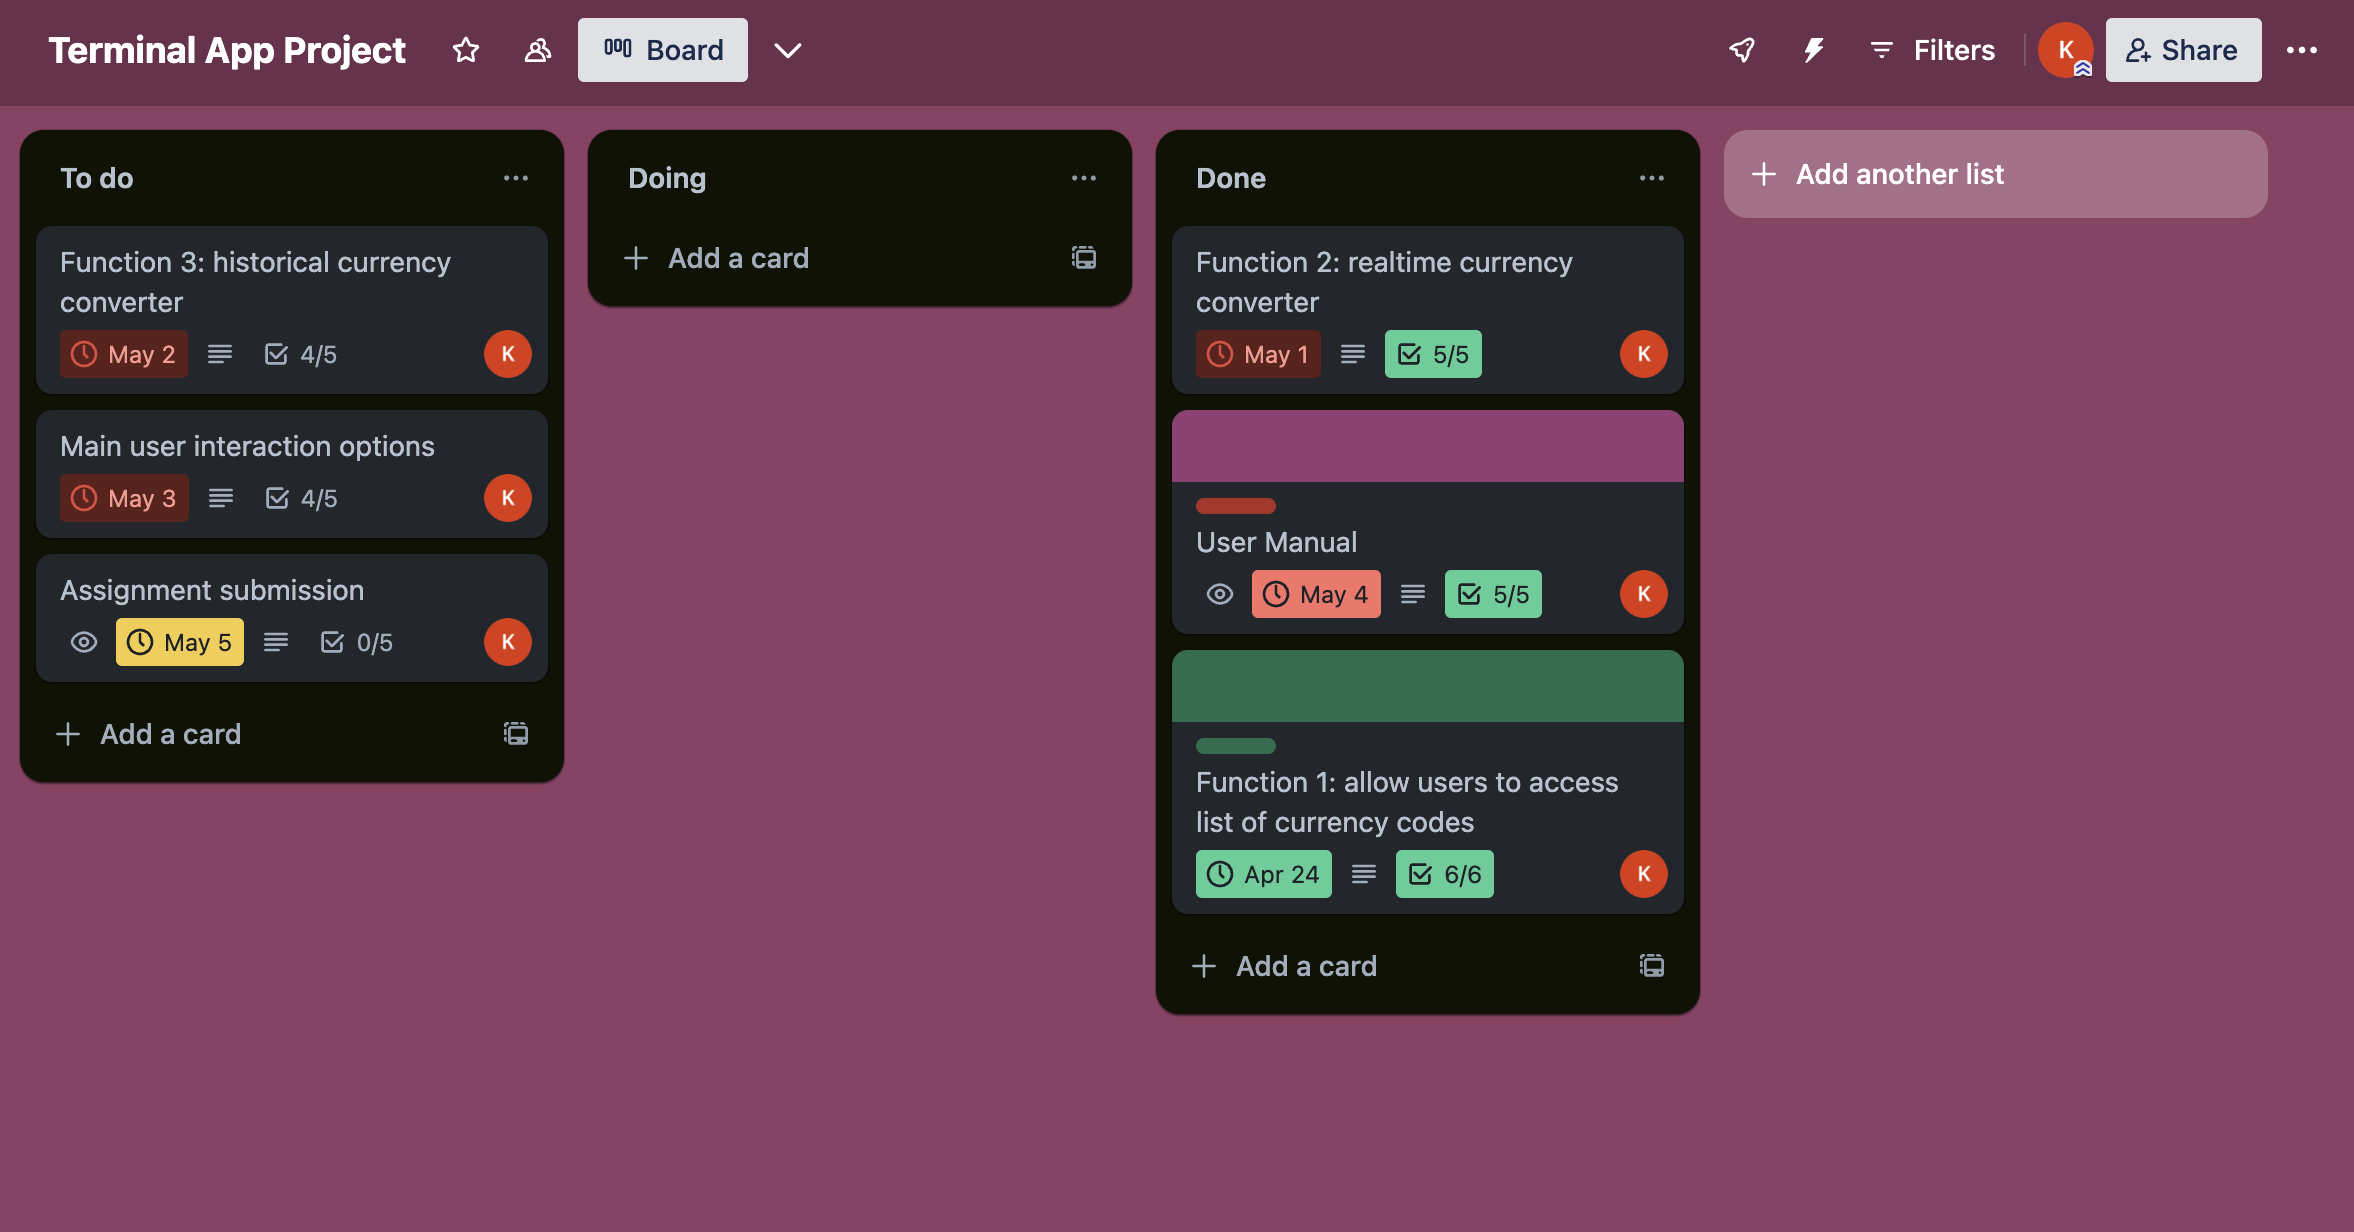 Terminal App Project
Board
Filters
K
Share
To do
Function 3: historical currency
converter
May 2
4/5
K
Main user interaction options
May 3
4/5
K
Assignment submission
May 5
0/5
K
Add a card
Doing
Add a card
Done
Function 2: realtime currency
converter
May 1
5/5
K
User Manual
May 4
5/5
K
Function 1: allow users to access
list of currency codes
Apr 24
6/6
K
Add a card
Add another list